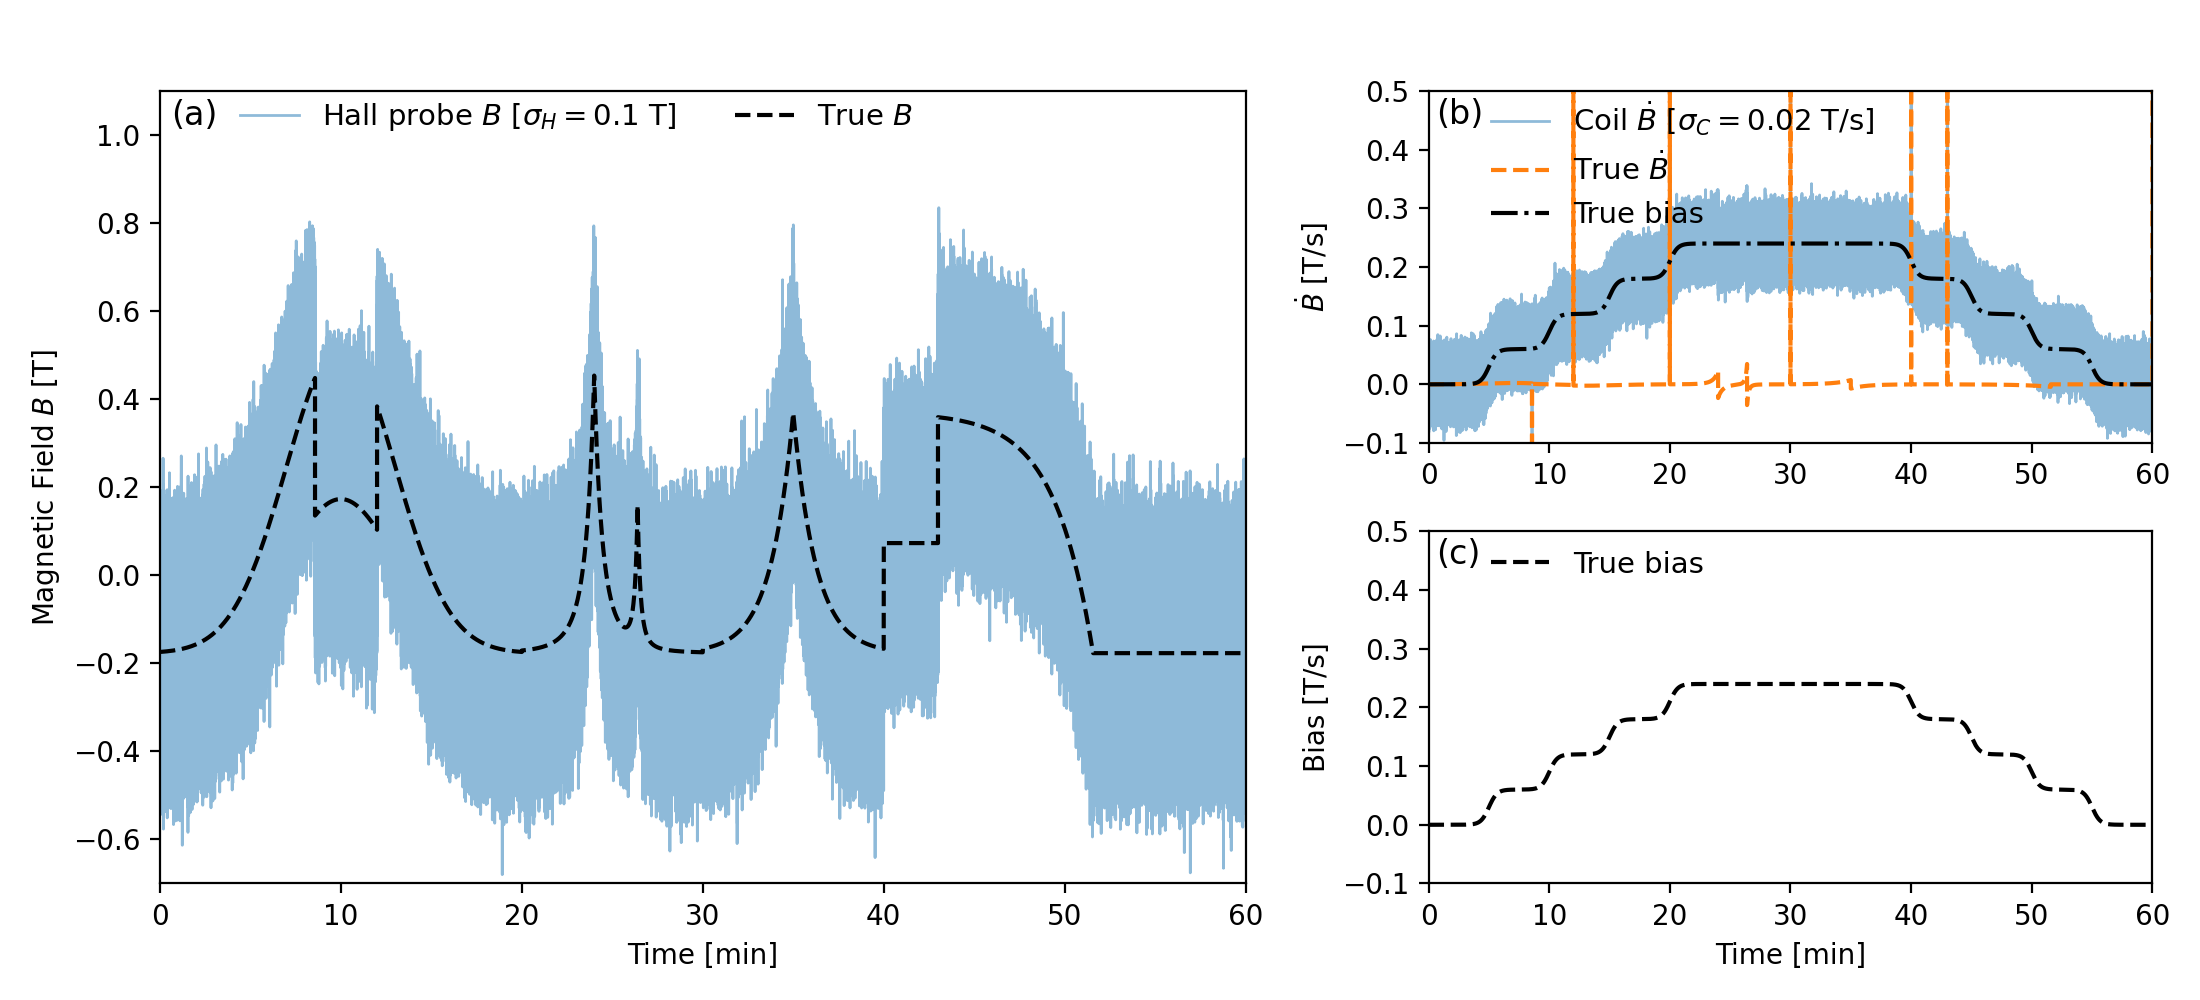 (a) Hall probe B [σ_H = 0.1 T] True B
Magnetic Field B [T]
1.0
0.8
0.6
0.4
0.2
0.0
−0.2
−0.4
−0.6
0 10 20 30 40 50 60
Time [min]
(b) Coil Ḃ [σ_C = 0.02 T/s]
True Ḃ
True bias
Ḃ [T/s]
0.5
0.4
0.3
0.2
0.1
0.0
−0.1
0 10 20 30 40 50 60
(c) True bias
Bias [T/s]
0.5
0.4
0.3
0.2
0.1
0.0
−0.1
0 10 20 30 40 50 60
Time [min]